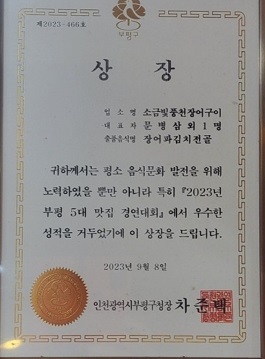 부평구
제2023-466호
상장
업소명 소금빛풍천장어구이
대표자 문병삼외1명
출품음식명 장어파김치전골
귀하께서는 평소 음식문화 발전을 위해
노력하였을 뿐만 아니라 특히 『2023년
부평 5대 맛집 경연대회』에서 우수한
성적을 거두었기에 이 상장을 드립니다.
2023년 9월 8일
인천광역시부평구청장 차준택